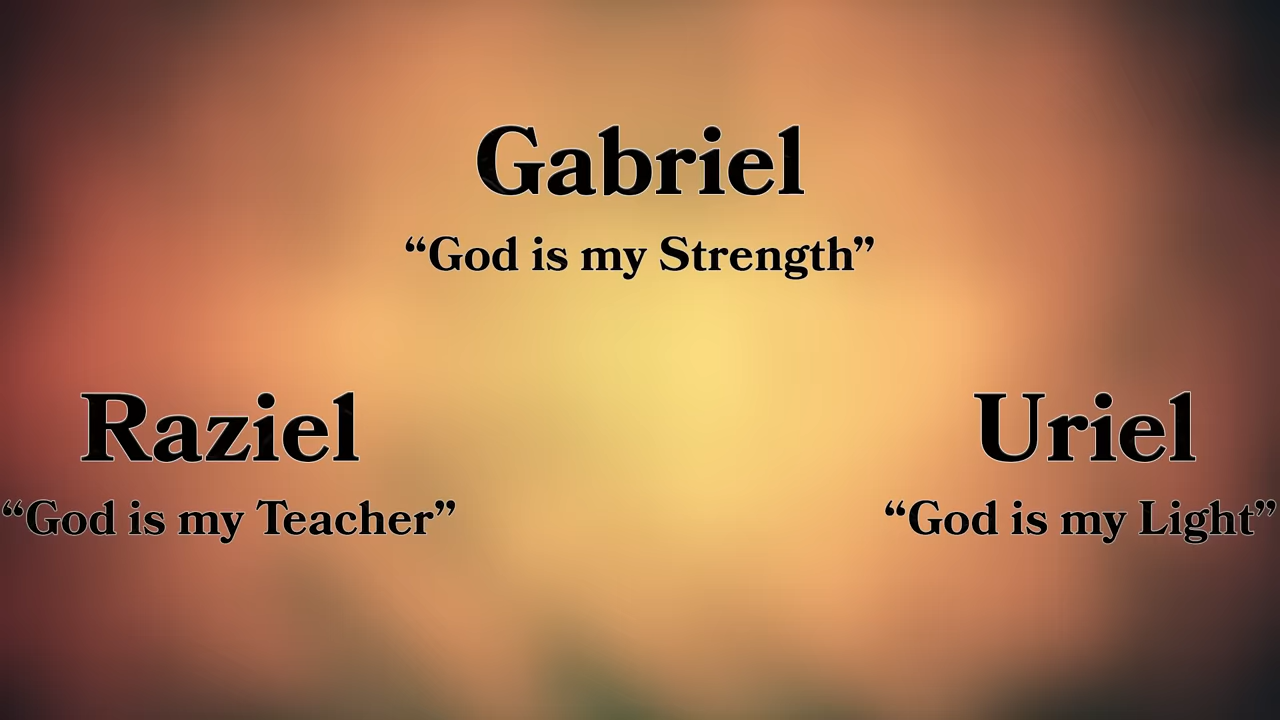 Gabriel
“God is my Strength”
Raziel
“God is my Teacher”
Uriel
“God is my Light”